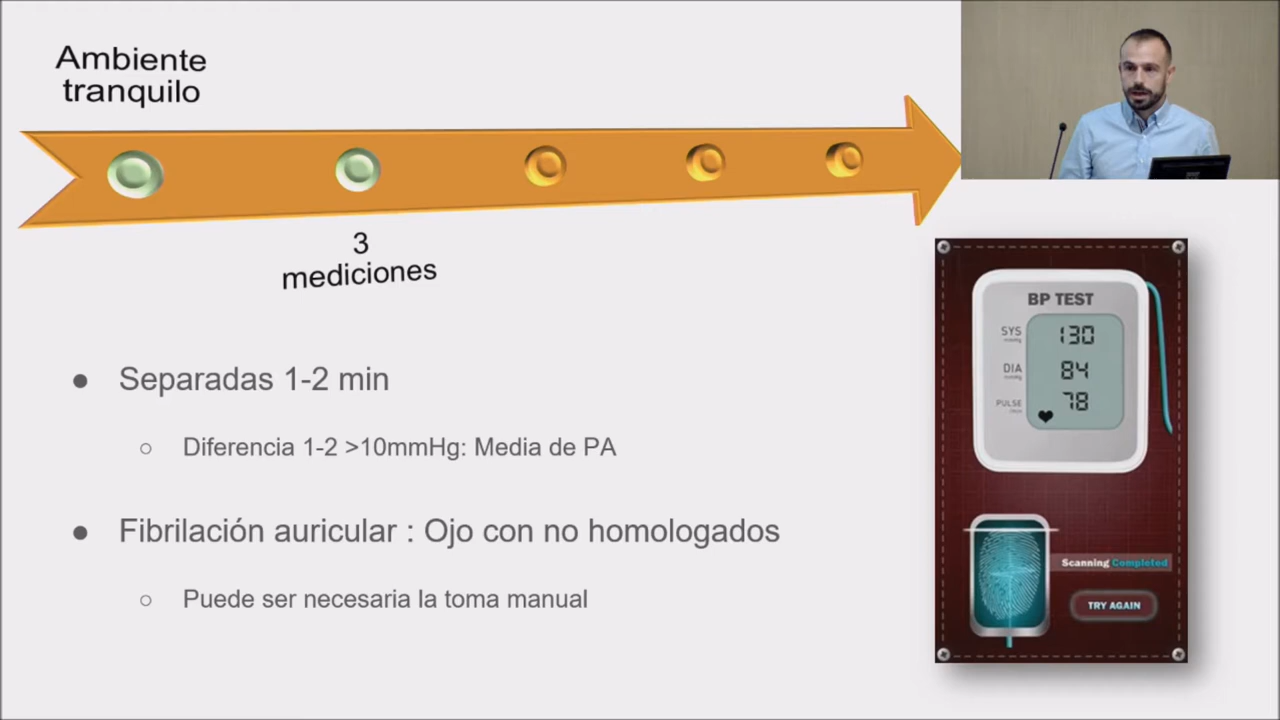 Ambiente
tranquilo
3
mediciones
Separadas 1-2 min
Diferencia 1-2 >10mmHg: Media de PA
Fibrilación auricular : Ojo con no homologados
Puede ser necesaria la toma manual
BP TEST
SYS
130
DIA
84
PULSE
78
Scanning Completed
TRY AGAIN